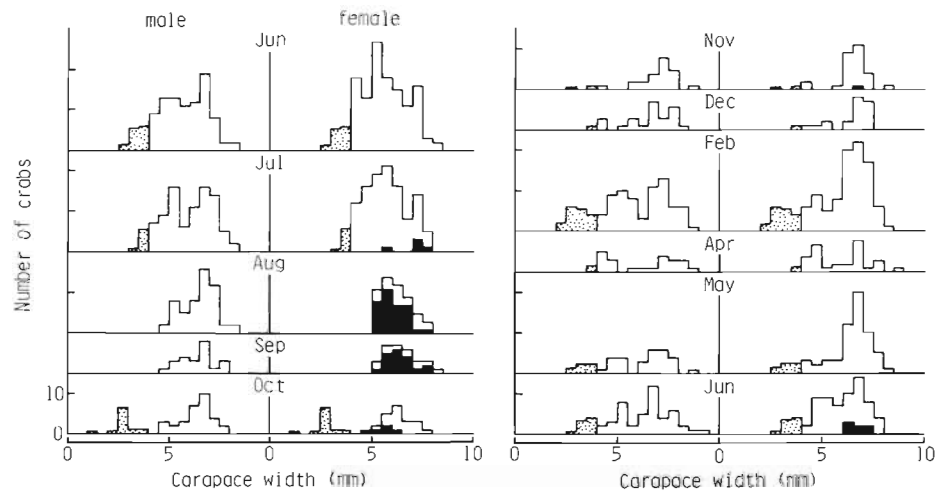 male female
Jun
Jul
Aug
Sep
Oct
10
0
0 5 0 5 10
Carapace width (mm)
Number of crabs
Nov
Dec
Feb
Apr
May
Jun
0 5 0 5 10
Carapace width (mm)